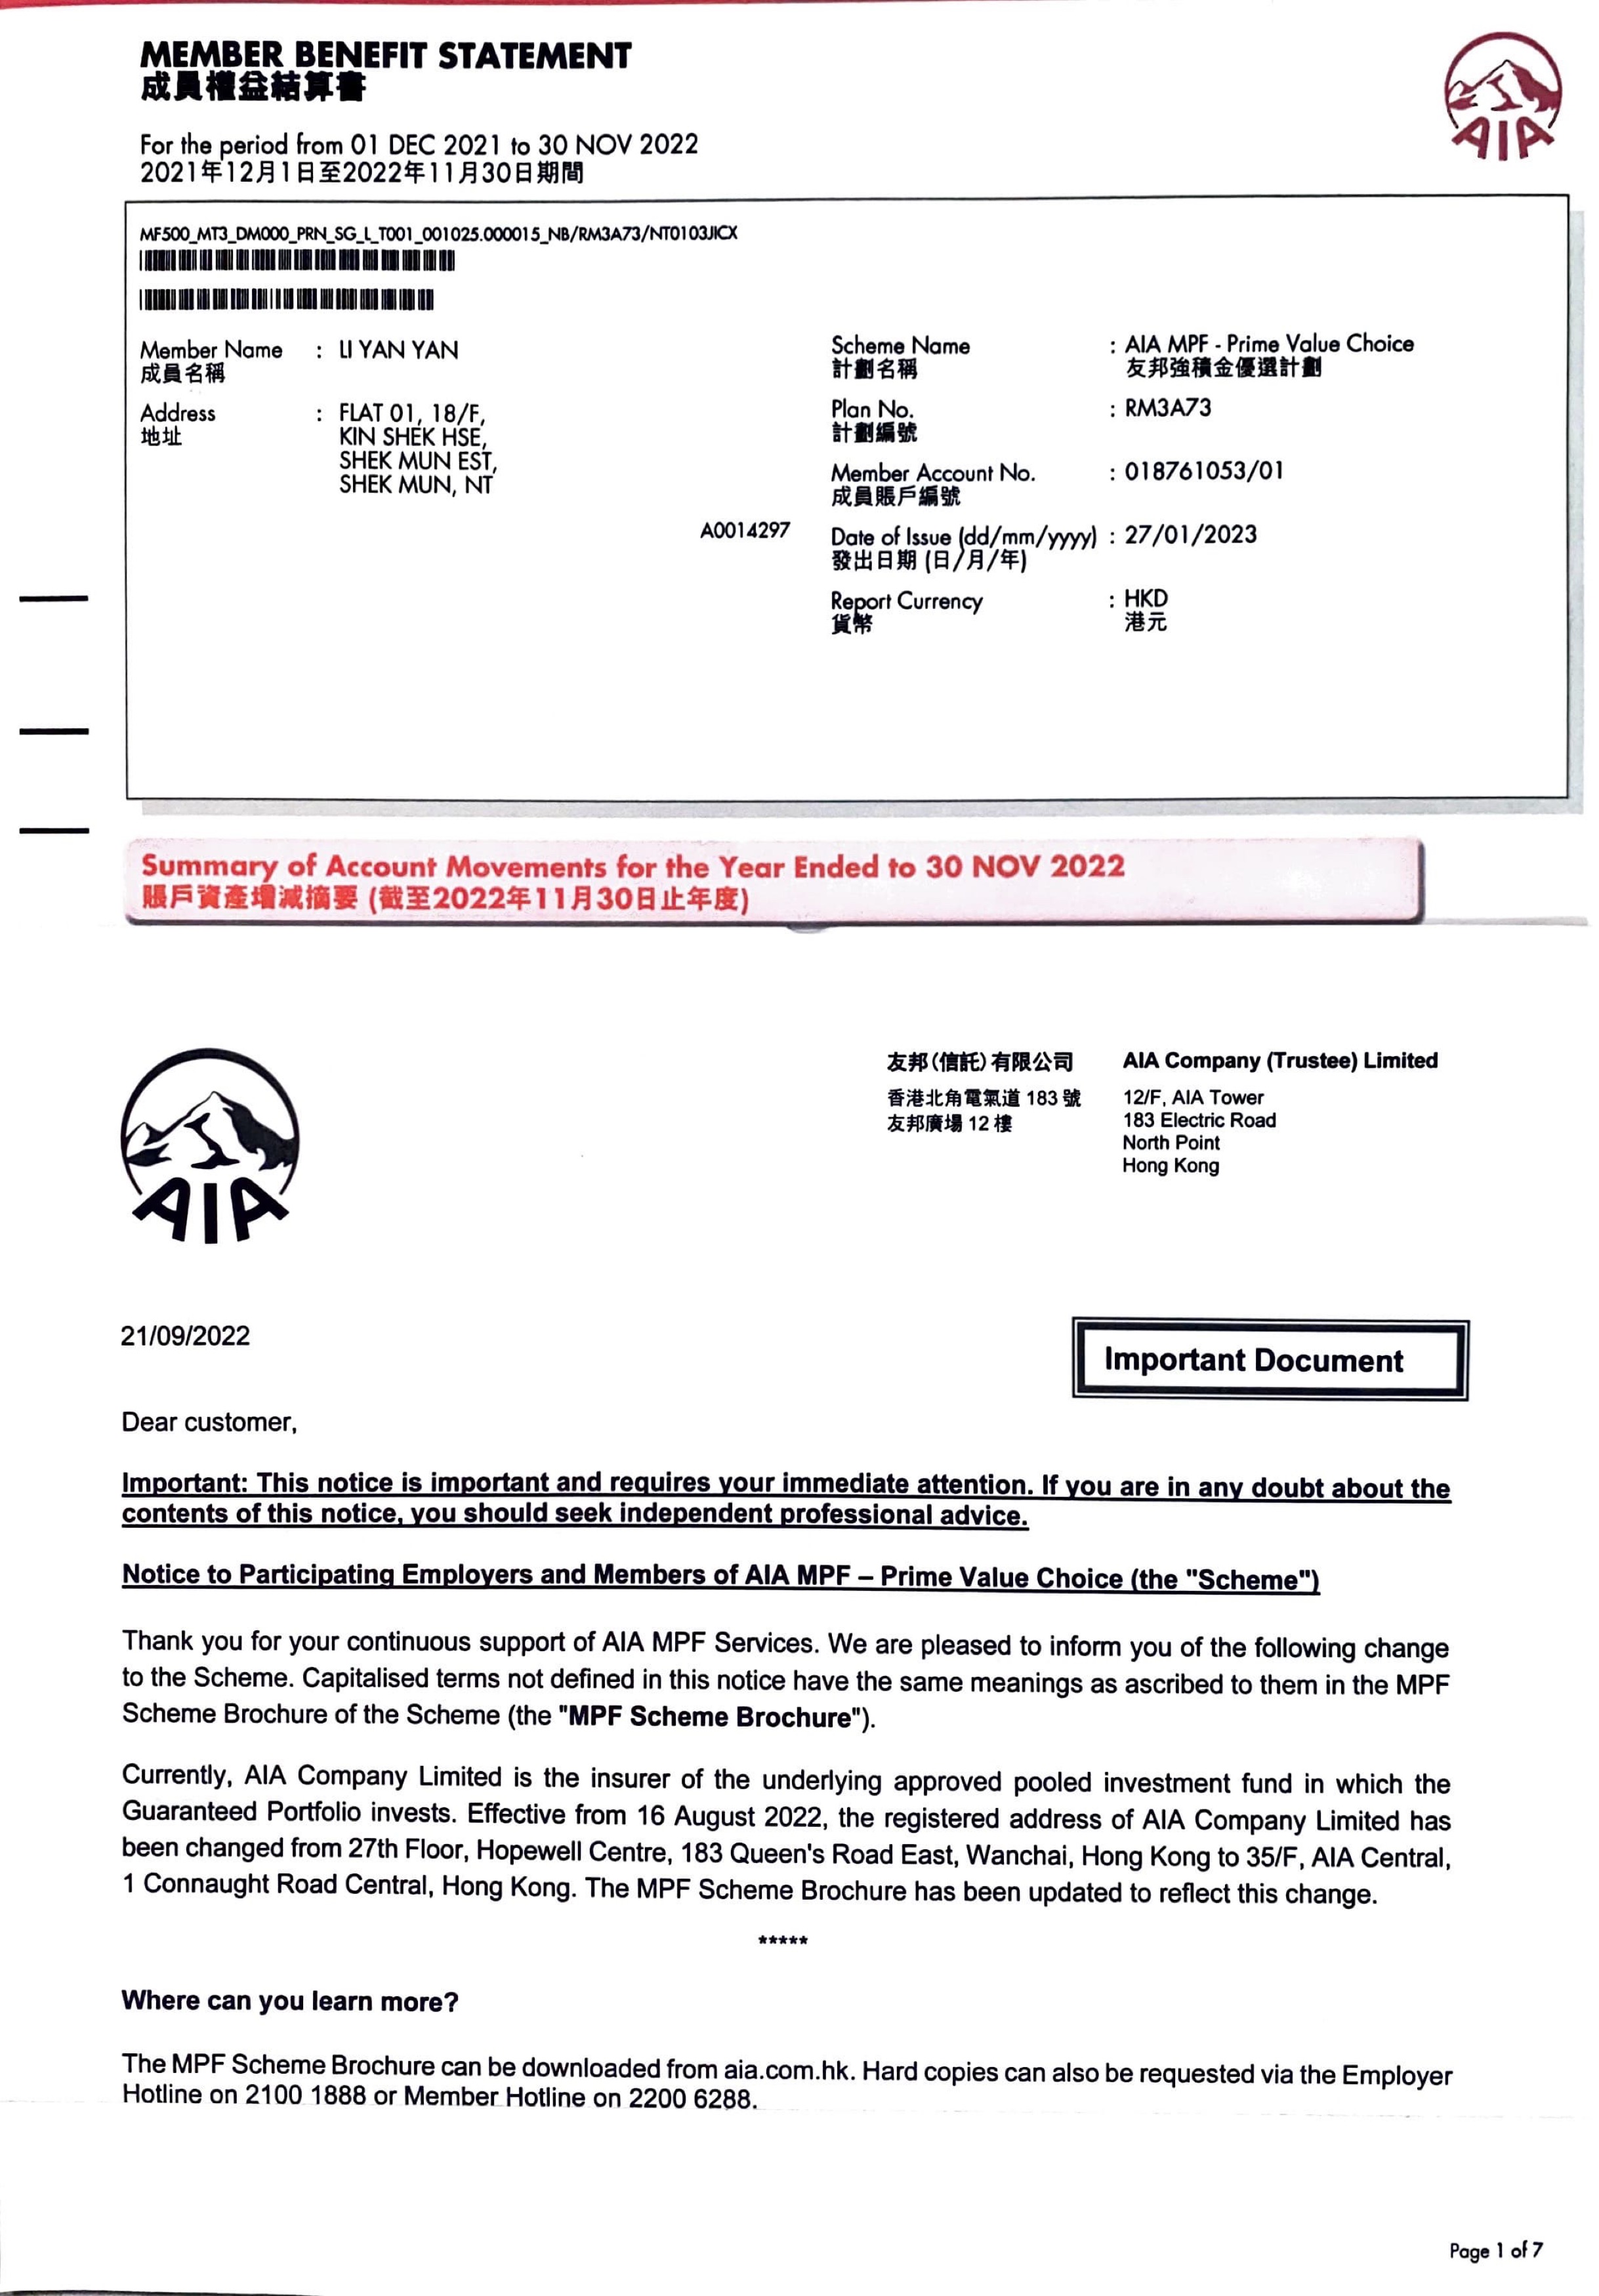 MEMBER BENEFIT STATEMENT
成員權益結算書
AIA
For the period from 01 DEC 2021 to 30 NOV 2022
2021年12月1日至2022年11月30日期間
MF500_MT3_DM000_PRN_SG_L_T001_001025.000015_NB/RM3A73/NT0103JICX
Member Name : LI YAN YAN
成員名稱
Address : FLAT 01, 18/F,
地址 KIN SHEK HSE,
SHEK MUN EST,
SHEK MUN, NT
A0014297
Scheme Name : AIA MPF - Prime Value Choice
計劃名稱 友邦強積金優選計劃
Plan No. : RM3A73
計劃編號
Member Account No. : 018761053/01
成員賬戶編號
Date of Issue (dd/mm/yyyy) : 27/01/2023
發出日期 (日/月/年)
Report Currency : HKD
貨幣 港元
Summary of Account Movements for the Year Ended to 30 NOV 2022
賬戶資產增減摘要 (截至2022年11月30日止年度)
AIA
友邦(信託)有限公司 AIA Company (Trustee) Limited
香港北角電氣道 183 號 12/F, AIA Tower
友邦廣場 12 樓 183 Electric Road
North Point
Hong Kong
21/09/2022
Important Document
Dear customer,
Important: This notice is important and requires your immediate attention. If you are in any doubt about the
contents of this notice, you should seek independent professional advice.
Notice to Participating Employers and Members of AIA MPF – Prime Value Choice (the "Scheme")
Thank you for your continuous support of AIA MPF Services. We are pleased to inform you of the following change
to the Scheme. Capitalised terms not defined in this notice have the same meanings as ascribed to them in the MPF
Scheme Brochure of the Scheme (the "MPF Scheme Brochure").
Currently, AIA Company Limited is the insurer of the underlying approved pooled investment fund in which the
Guaranteed Portfolio invests. Effective from 16 August 2022, the registered address of AIA Company Limited has
been changed from 27th Floor, Hopewell Centre, 183 Queen's Road East, Wanchai, Hong Kong to 35/F, AIA Central,
1 Connaught Road Central, Hong Kong. The MPF Scheme Brochure has been updated to reflect this change.
*****
Where can you learn more?
The MPF Scheme Brochure can be downloaded from aia.com.hk. Hard copies can also be requested via the Employer
Hotline on 2100 1888 or Member Hotline on 2200 6288.
Page 1 of 7